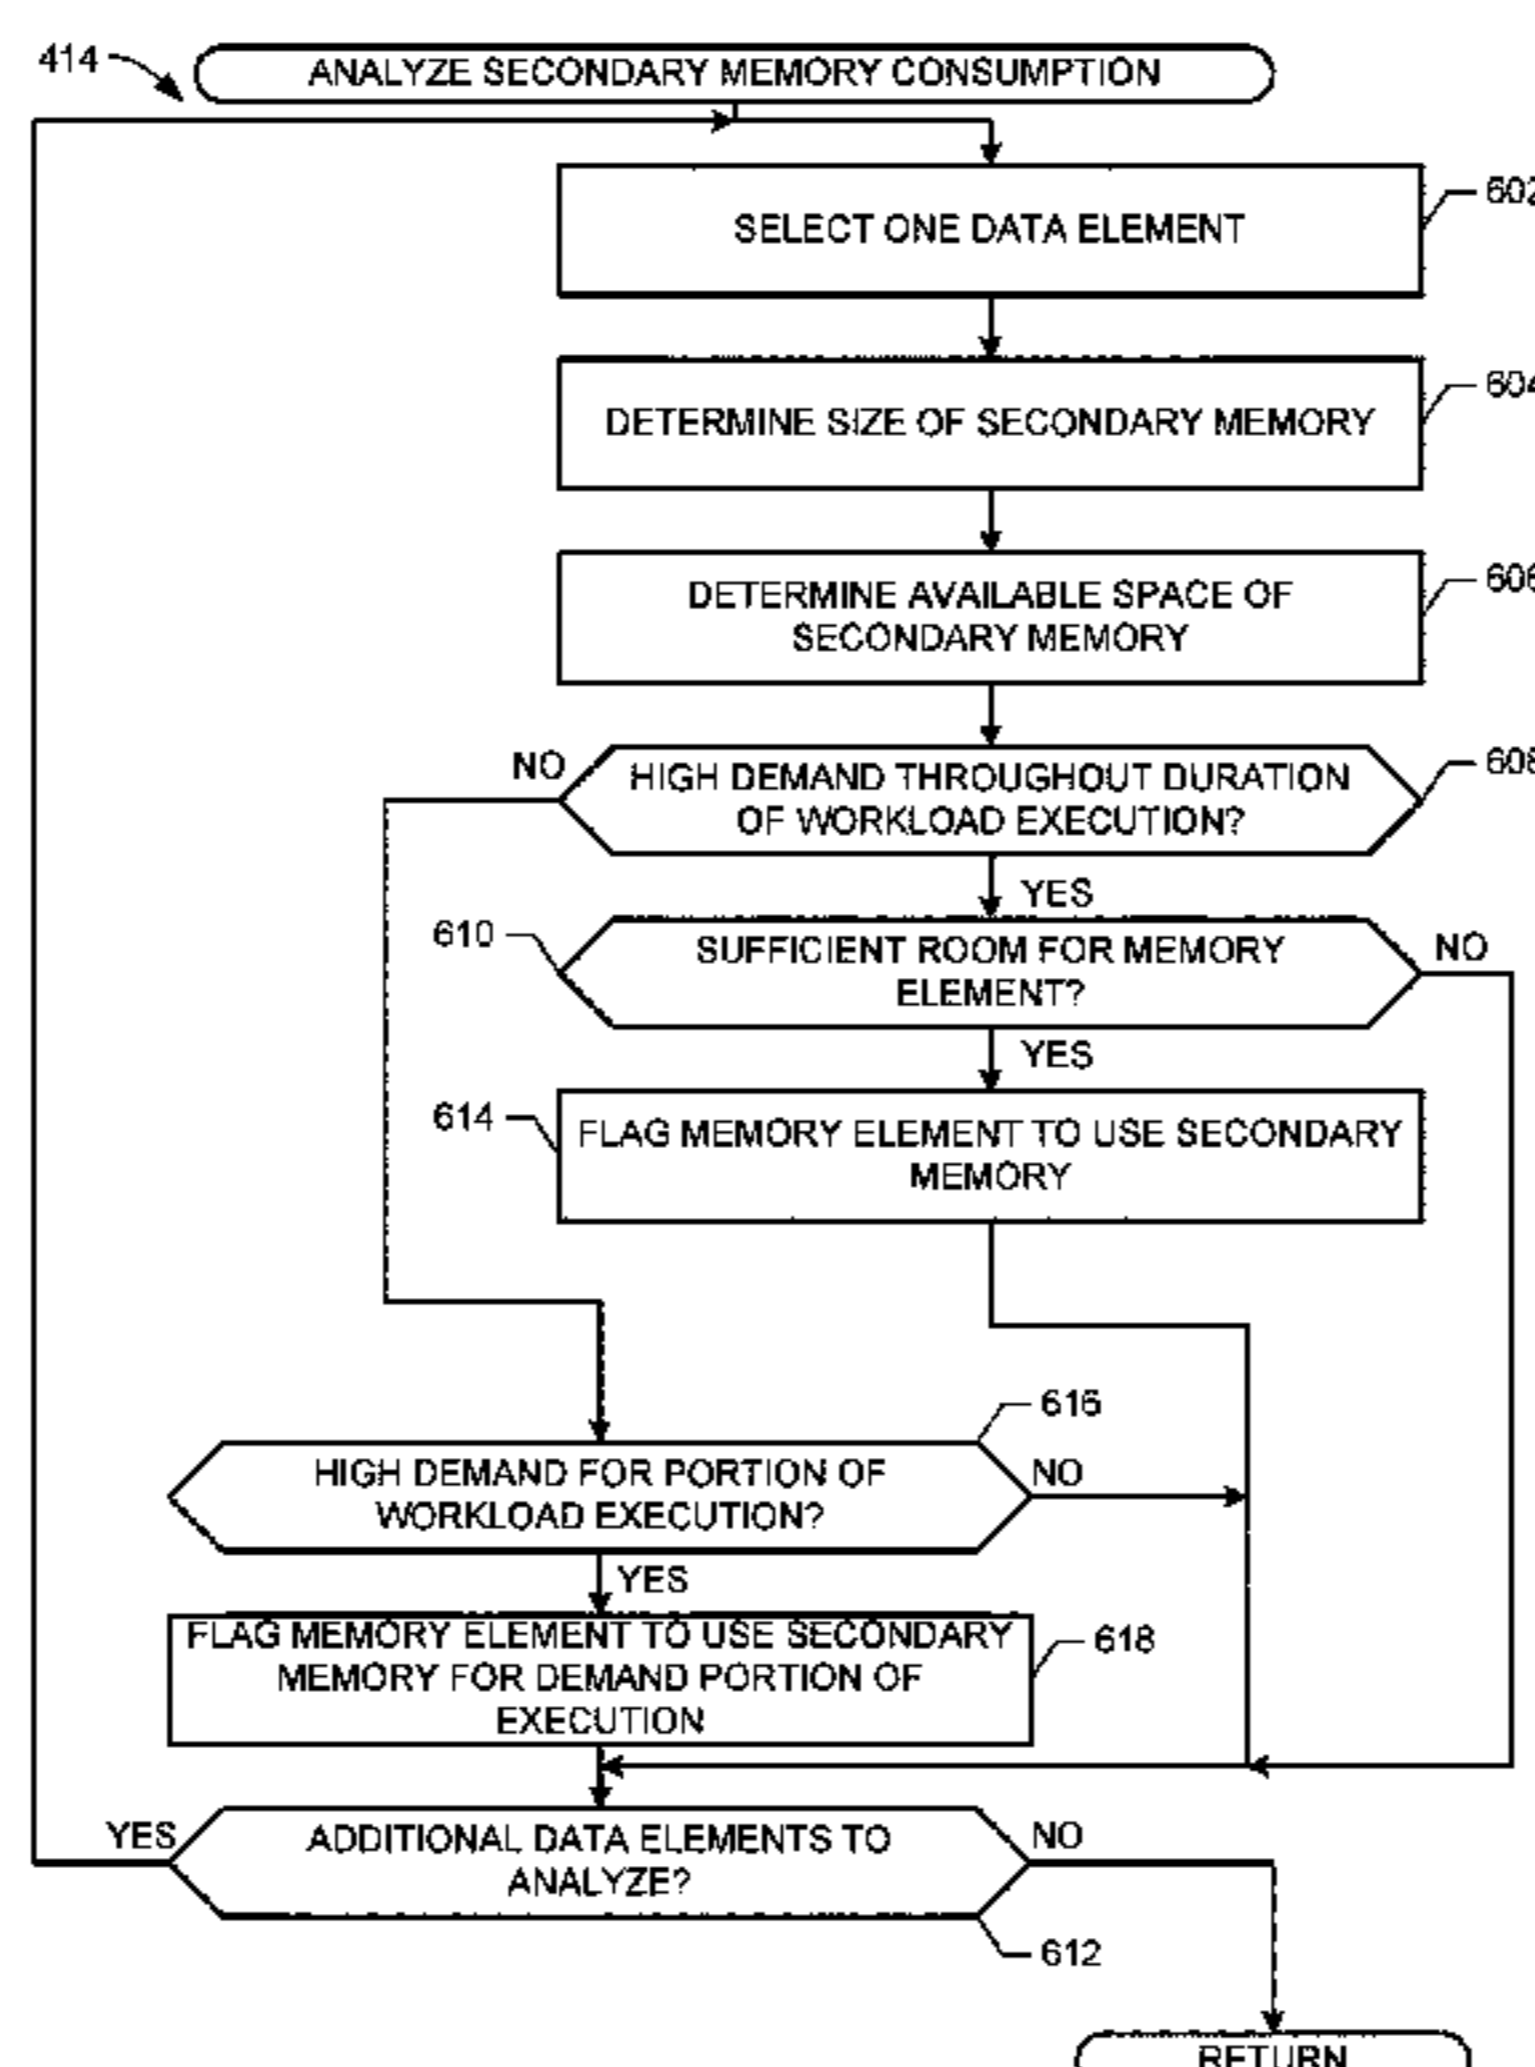 414
ANALYZE SECONDARY MEMORY CONSUMPTION
602
SELECT ONE DATA ELEMENT
604
DETERMINE SIZE OF SECONDARY MEMORY
606
DETERMINE AVAILABLE SPACE OF
SECONDARY MEMORY
608
NO
HIGH DEMAND THROUGHOUT DURATION
OF WORKLOAD EXECUTION?
YES
610
SUFFICIENT ROOM FOR MEMORY
ELEMENT?
NO
YES
614
FLAG MEMORY ELEMENT TO USE SECONDARY
MEMORY
616
HIGH DEMAND FOR PORTION OF
WORKLOAD EXECUTION?
NO
YES
FLAG MEMORY ELEMENT TO USE SECONDARY
MEMORY FOR DEMAND PORTION OF
EXECUTION
618
YES
ADDITIONAL DATA ELEMENTS TO
ANALYZE?
NO
612
RETURN